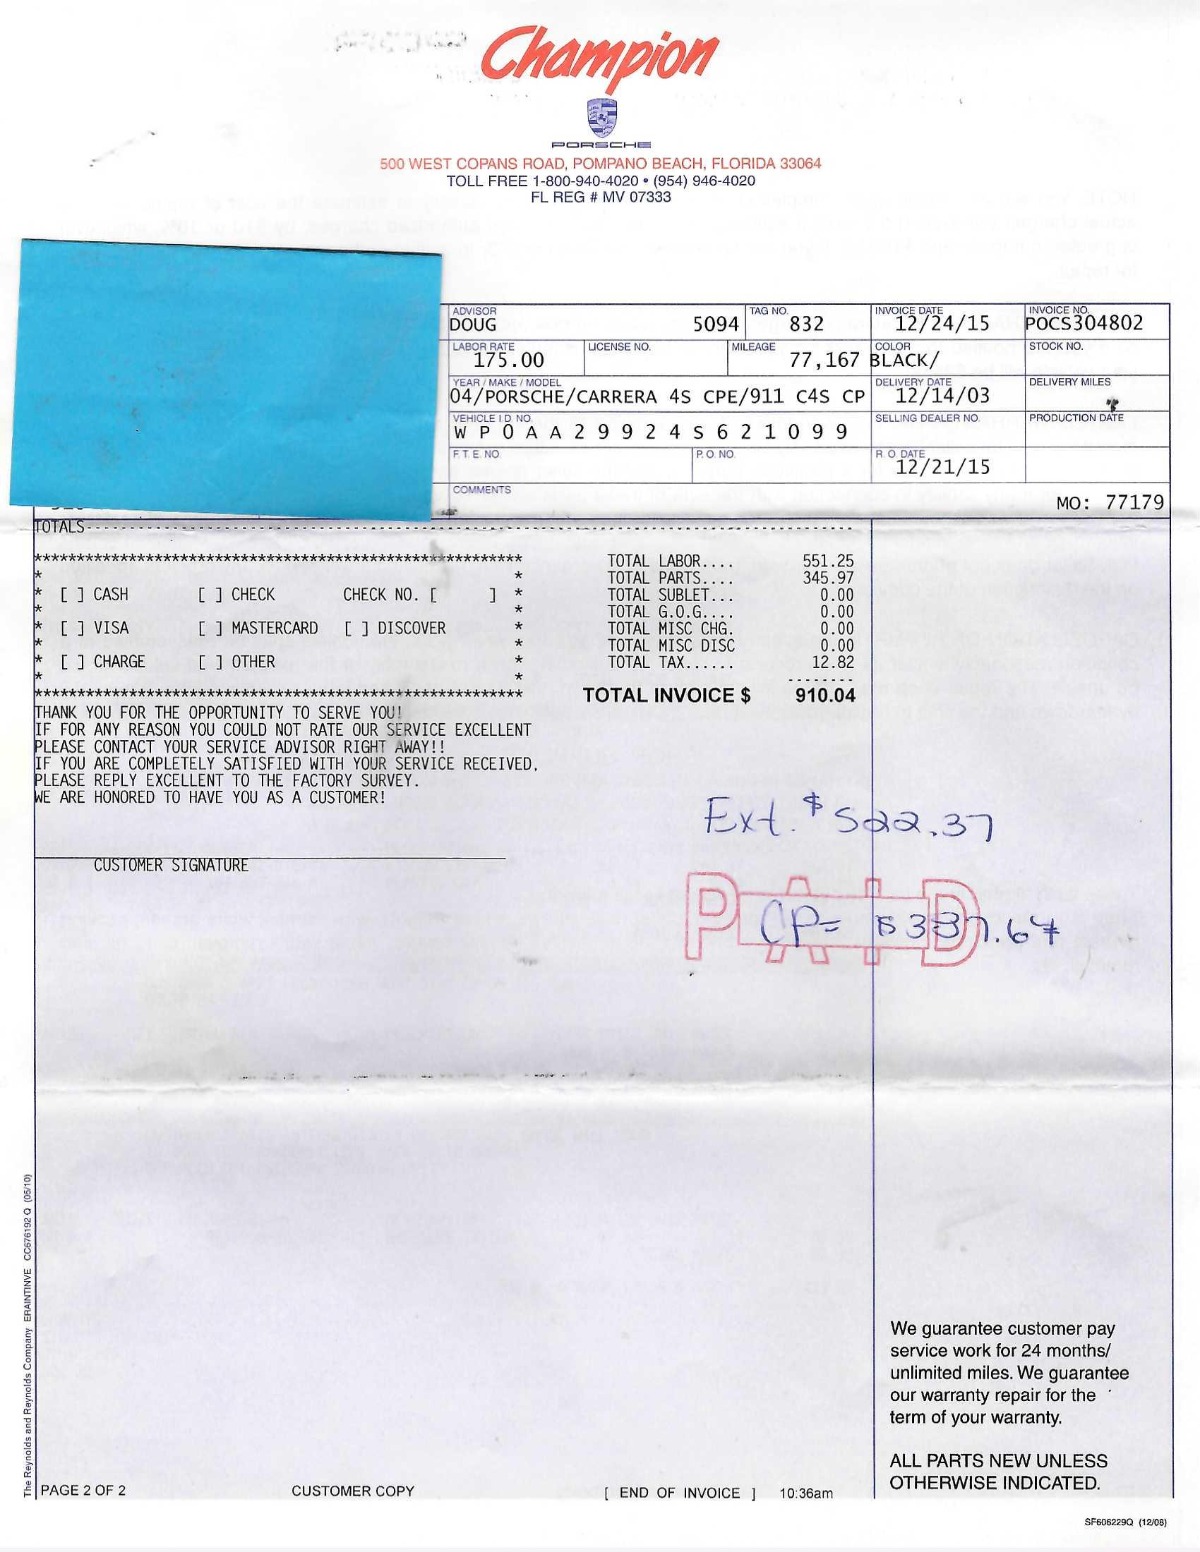 Champion
PORSCHE
500 WEST COPANS ROAD, POMPANO BEACH, FLORIDA 33064
TOLL FREE 1-800-940-4020 • (954) 946-4020
FL REG # MV 07333
ADVISOR DOUG 5094 TAG NO. 832 INVOICE DATE 12/24/15 INVOICE NO. POCS304802
LABOR RATE 175.00 LICENSE NO. MILEAGE 77,167 COLOR BLACK/ STOCK NO.
YEAR / MAKE / MODEL 04/PORSCHE/CARRERA 4S CPE/911 C4S CP DELIVERY DATE 12/14/03 DELIVERY MILES
VEHICLE I.D. NO. W P 0 A A 2 9 9 2 4 S 6 2 1 0 9 9 SELLING DEALER NO. PRODUCTION DATE
F.T.E. NO. P.O. NO. R.O. DATE 12/21/15
COMMENTS MO: 77179
TOTALS------------------------------------------------------------
**********************************************************
* *
* [ ] CASH [ ] CHECK CHECK NO. [ ] *
* *
* [ ] VISA [ ] MASTERCARD [ ] DISCOVER *
* *
* [ ] CHARGE [ ] OTHER *
* *
**********************************************************
TOTAL LABOR.... 551.25
TOTAL PARTS.... 345.97
TOTAL SUBLET... 0.00
TOTAL G.O.G.... 0.00
TOTAL MISC CHG. 0.00
TOTAL MISC DISC 0.00
TOTAL TAX...... 12.82
--------
TOTAL INVOICE $ 910.04
THANK YOU FOR THE OPPORTUNITY TO SERVE YOU!
IF FOR ANY REASON YOU COULD NOT RATE OUR SERVICE EXCELLENT
PLEASE CONTACT YOUR SERVICE ADVISOR RIGHT AWAY!!
IF YOU ARE COMPLETELY SATISFIED WITH YOUR SERVICE RECEIVED,
PLEASE REPLY EXCELLENT TO THE FACTORY SURVEY.
WE ARE HONORED TO HAVE YOU AS A CUSTOMER!
CUSTOMER SIGNATURE
Ext. $522.37
PAID
CP= $387.67
We guarantee customer pay
service work for 24 months/
unlimited miles. We guarantee
our warranty repair for the
term of your warranty.
ALL PARTS NEW UNLESS
OTHERWISE INDICATED.
The Reynolds and Reynolds Company ERAINTINVE CC676192 Q (05/10)
PAGE 2 OF 2 CUSTOMER COPY [ END OF INVOICE ] 10:36am
SF606229Q (12/08)